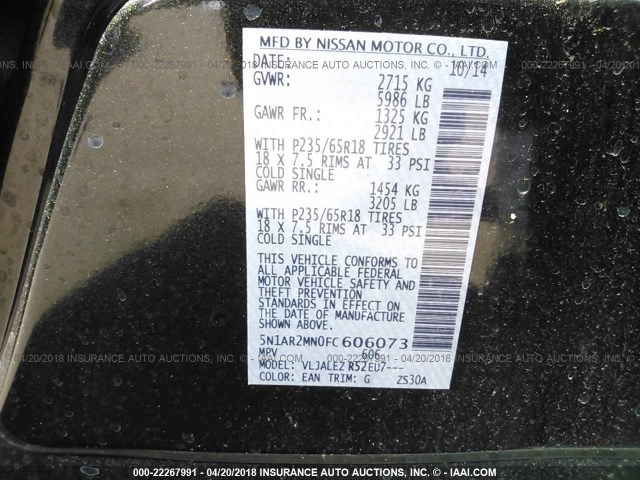 MFD BY NISSAN MOTOR CO., LTD.
DATE: 10/14
GVWR: 2715 KG
5986 LB
GAWR FR.: 1325 KG
2921 LB
WITH P235/65R18 TIRES
18 X 7.5 RIMS AT 33 PSI
COLD SINGLE
GAWR RR.: 1454 KG
3205 LB
WITH P235/65R18 TIRES
18 X 7.5 RIMS AT 33 PSI
COLD SINGLE
THIS VEHICLE CONFORMS TO
ALL APPLICABLE FEDERAL
MOTOR VEHICLE SAFETY AND
THEFT PREVENTION
STANDARDS IN EFFECT ON
THE DATE OF MANUFACTURE
SHOWN ABOVE.
5N1AR2MN0FC606073
MPV 606
MODEL: VLJALEZ R52EU7---
COLOR: EAN TRIM: G ZS30A
000-22267991 - 04/20/2018 INSURANCE AUTO AUCTIONS, INC. - © IAAI.COM